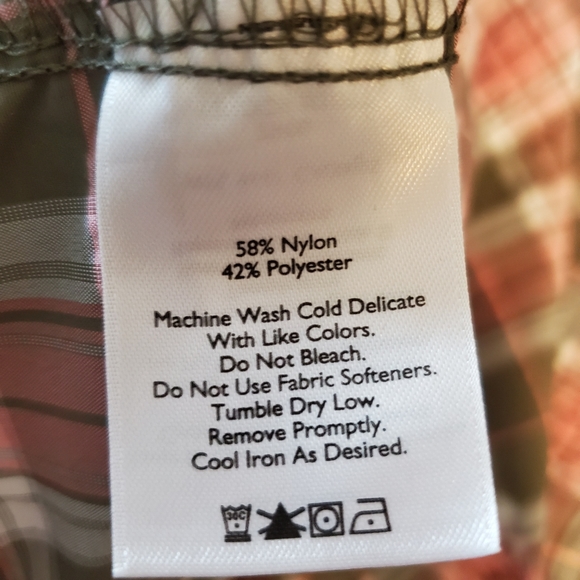 58% Nylon
42% Polyester
Machine Wash Cold Delicate
With Like Colors.
Do Not Bleach.
Do Not Use Fabric Softeners.
Tumble Dry Low.
Remove Promptly.
Cool Iron As Desired.
30C